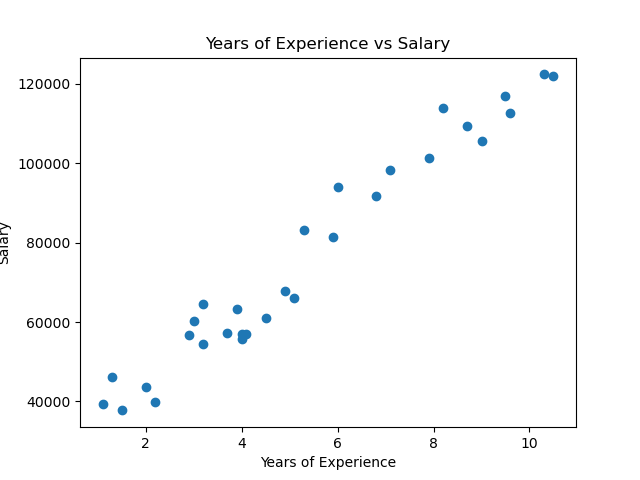 Years of Experience vs Salary
120000
100000
80000
60000
40000
Salary
2 4 6 8 10
Years of Experience